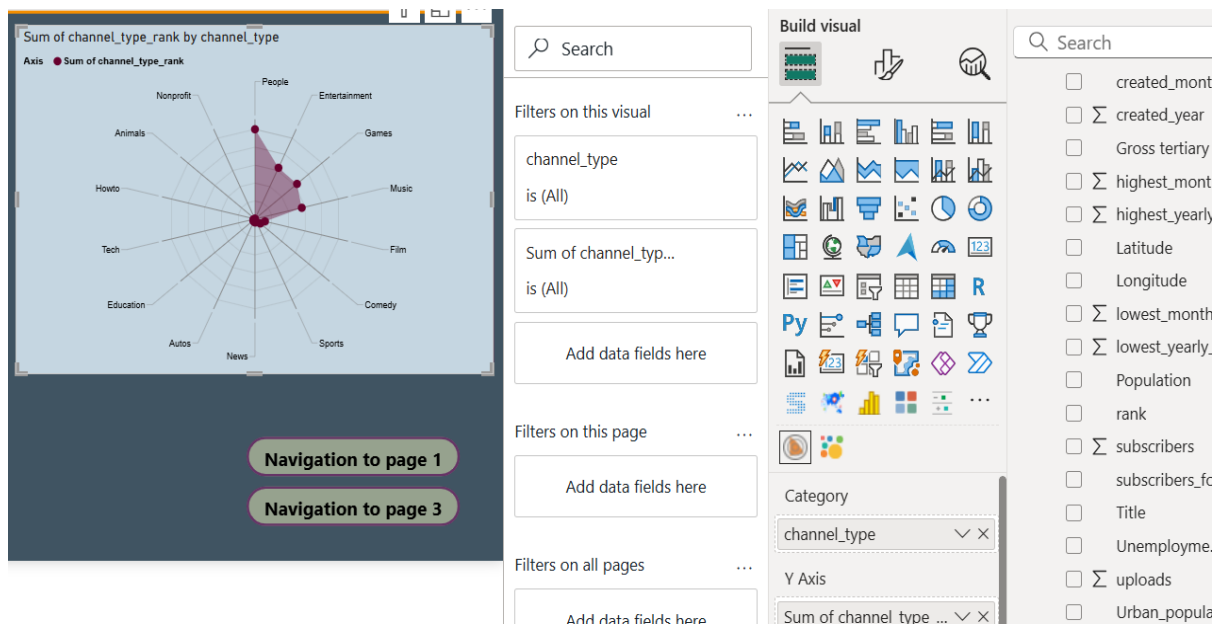 Sum of channel_type_rank by channel_type
Axis Sum of channel_type_rank
People
Nonprofit
Entertainment
Animals
Games
Howto
Music
Tech
Film
Education
Comedy
Autos
Sports
News
Navigation to page 1
Navigation to page 3
Search
Filters on this visual
...
channel_type
is (All)
Sum of channel_typ...
is (All)
Add data fields here
Filters on this page
...
Add data fields here
Filters on all pages
...
Add data fields here
Build visual
123
R
Py
123
...
Category
channel_type
Y Axis
Sum of channel_type ...
Search
created_mont
Σ created_year
Gross tertiary
Σ highest_mont
Σ highest_yearly
Latitude
Longitude
Σ lowest_month
Σ lowest_yearly_
Population
rank
Σ subscribers
subscribers_fo
Title
Unemployme.
Σ uploads
Urban_popula